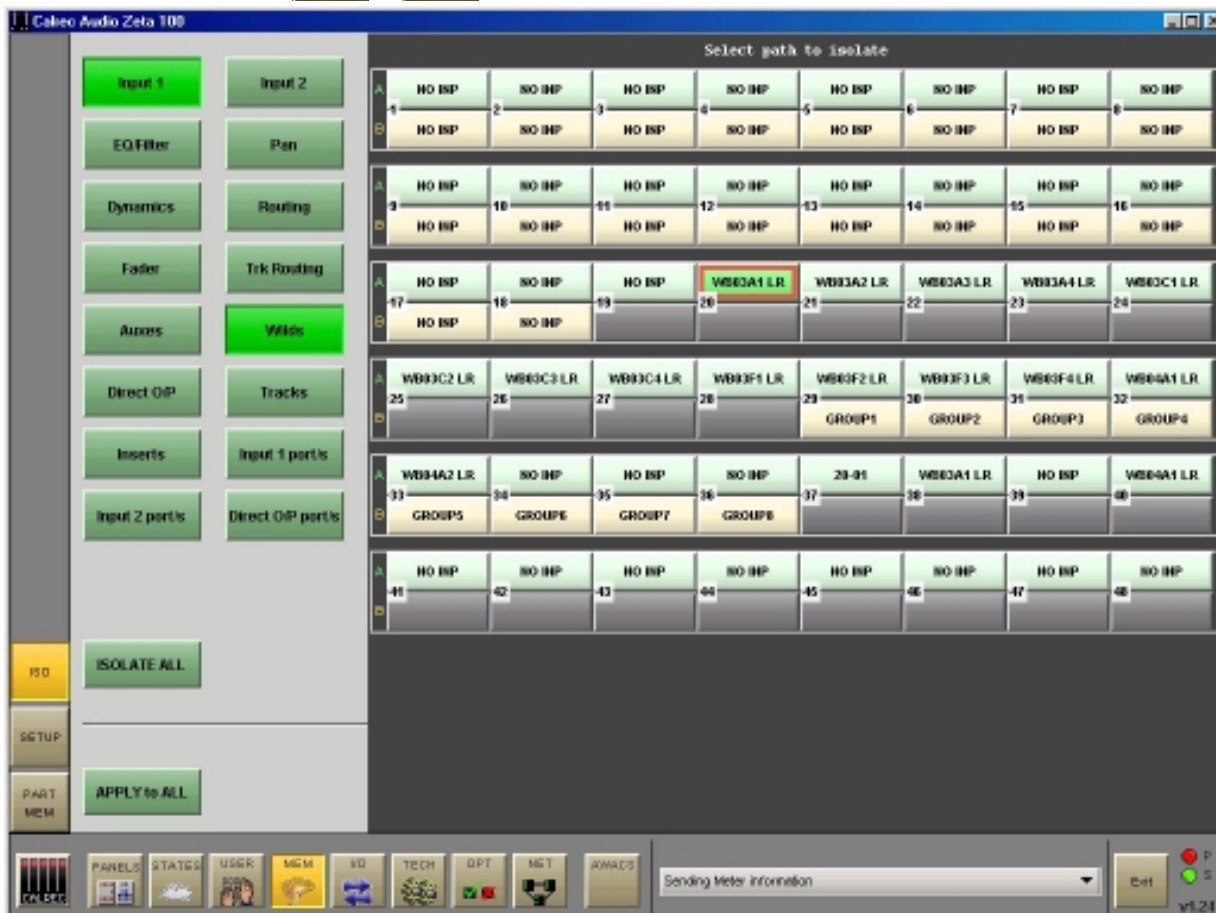 Calrec Audio Zeta 100
Select path to isolate
Input 1 Input 2
EQ/Filter Pan
Dynamics Routing
Fader Trk Routing
Auxes Wilds
Direct O/P Tracks
Inserts Input 1 port/s
Input 2 port/s Direct O/P port/s
ISOLATE ALL
APPLY to ALL
ISO
SETUP
PART
MEM
A NO INP NO INP NO INP NO INP NO INP NO INP NO INP NO INP
1 2 3 4 5 6 7 8
B NO INP NO INP NO INP NO INP NO INP NO INP NO INP NO INP
A NO INP NO INP NO INP NO INP NO INP NO INP NO INP NO INP
9 10 11 12 13 14 15 16
B NO INP NO INP NO INP NO INP NO INP NO INP NO INP NO INP
A NO INP NO INP NO INP WB03A1 LR WB03A2 LR WB03A3 LR WB03A4 LR WB03C1 LR
17 18 19 20 21 22 23 24
B NO INP NO INP
A WB03C2 LR WB03C3 LR WB03C4 LR WB03F1 LR WB03F2 LR WB03F3 LR WB03F4 LR WB04A1 LR
25 26 27 28 29 30 31 32
B GROUP1 GROUP2 GROUP3 GROUP4
A WB04A2 LR NO INP NO INP NO INP 20-01 WB03A1 LR NO INP WB04A1 LR
33 34 35 36 37 38 39 40
B GROUP5 GROUP6 GROUP7 GROUP8
A NO INP NO INP NO INP NO INP NO INP NO INP NO INP NO INP
41 42 43 44 45 46 47 48
B
CALREC PANELS STATES USER MEM I/O TECH OPT NET AWACS
Sending Meter information
Exit
P
S
v1.24